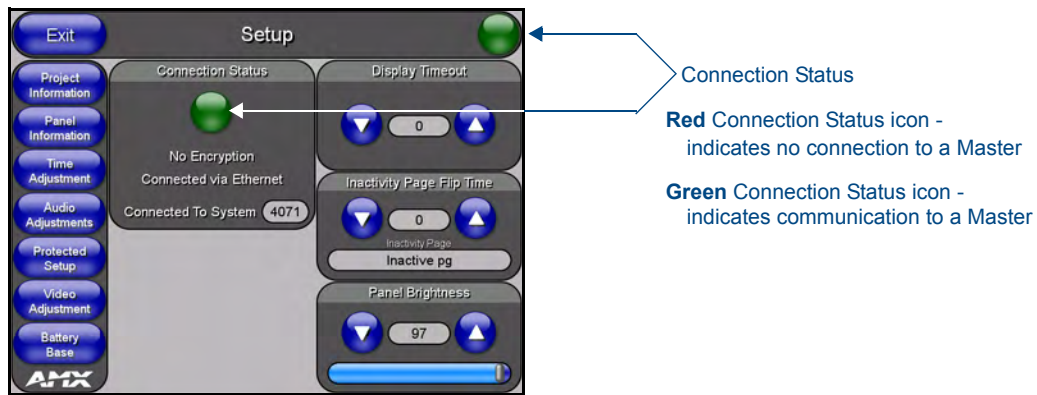 Exit
Setup
Project
Information
Panel
Information
Time
Adjustment
Audio
Adjustments
Protected
Setup
Video
Adjustment
Battery
Base
AMX
Connection Status
No Encryption
Connected via Ethernet
Connected To System 4071
Display Timeout
0
Inactivity Page Flip Time
0
Inactivity Page
Inactive pg
Panel Brightness
97
Connection Status
Red Connection Status icon -
indicates no connection to a Master
Green Connection Status icon -
indicates communication to a Master